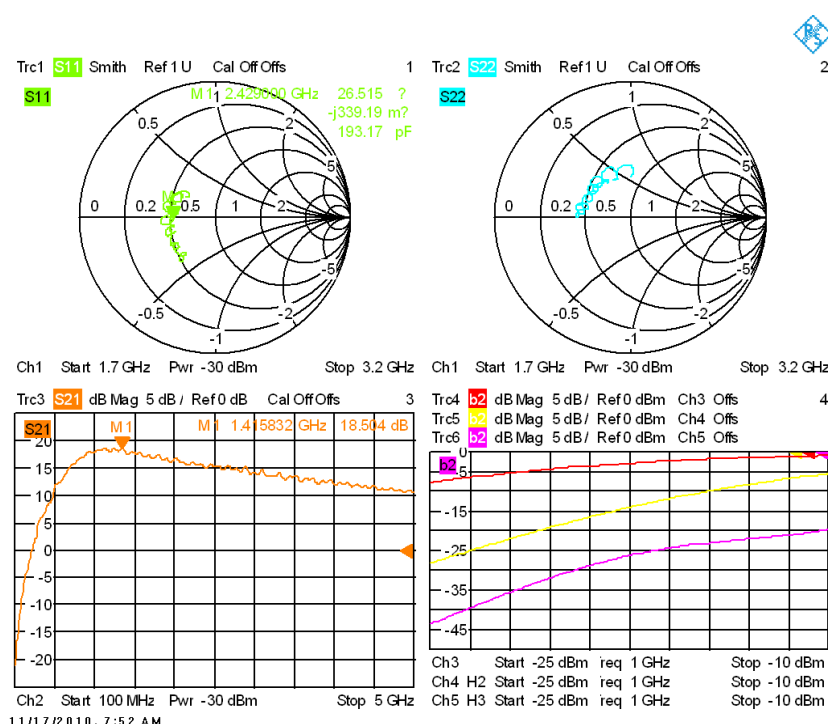 R S
Trc1 S11 Smith Ref 1 U Cal Off Offs 1
S11
M 1 2.429000 GHz 26.515 ?
-j339.19 m?
193.17 pF
1
0.5 2
5
0 0.2 0.5 1 2
-5
-0.5 -2
-1
Ch1 Start 1.7 GHz Pwr -30 dBm Stop 3.2 GHz
Trc2 S22 Smith Ref 1 U Cal Off Offs 2
S22
1
0.5 2
5
0 0.2 0.5 1 2
-5
-0.5 -2
-1
Ch1 Start 1.7 GHz Pwr -30 dBm Stop 3.2 GHz
Trc3 S21 dB Mag 5 dB / Ref 0 dB Cal Off Offs 3
S21
M 1
M 1 1.415832 GHz 18.504 dB
20
15
10
5
0
-5
-10
-15
-20
Ch2 Start 100 MHz Pwr -30 dBm Stop 5 GHz
Trc4 b2 dB Mag 5 dB / Ref 0 dBm Ch3 Offs 4
Trc5 b2 dB Mag 5 dB / Ref 0 dBm Ch4 Offs
Trc6 b2 dB Mag 5 dB / Ref 0 dBm Ch5 Offs
b2
0
-5
-15
-25
-35
-45
Ch3 Start -25 dBm req 1 GHz Stop -10 dBm
Ch4 H2 Start -25 dBm req 1 GHz Stop -10 dBm
Ch5 H3 Start -25 dBm req 1 GHz Stop -10 dBm
11/17/2010, 7:52 AM